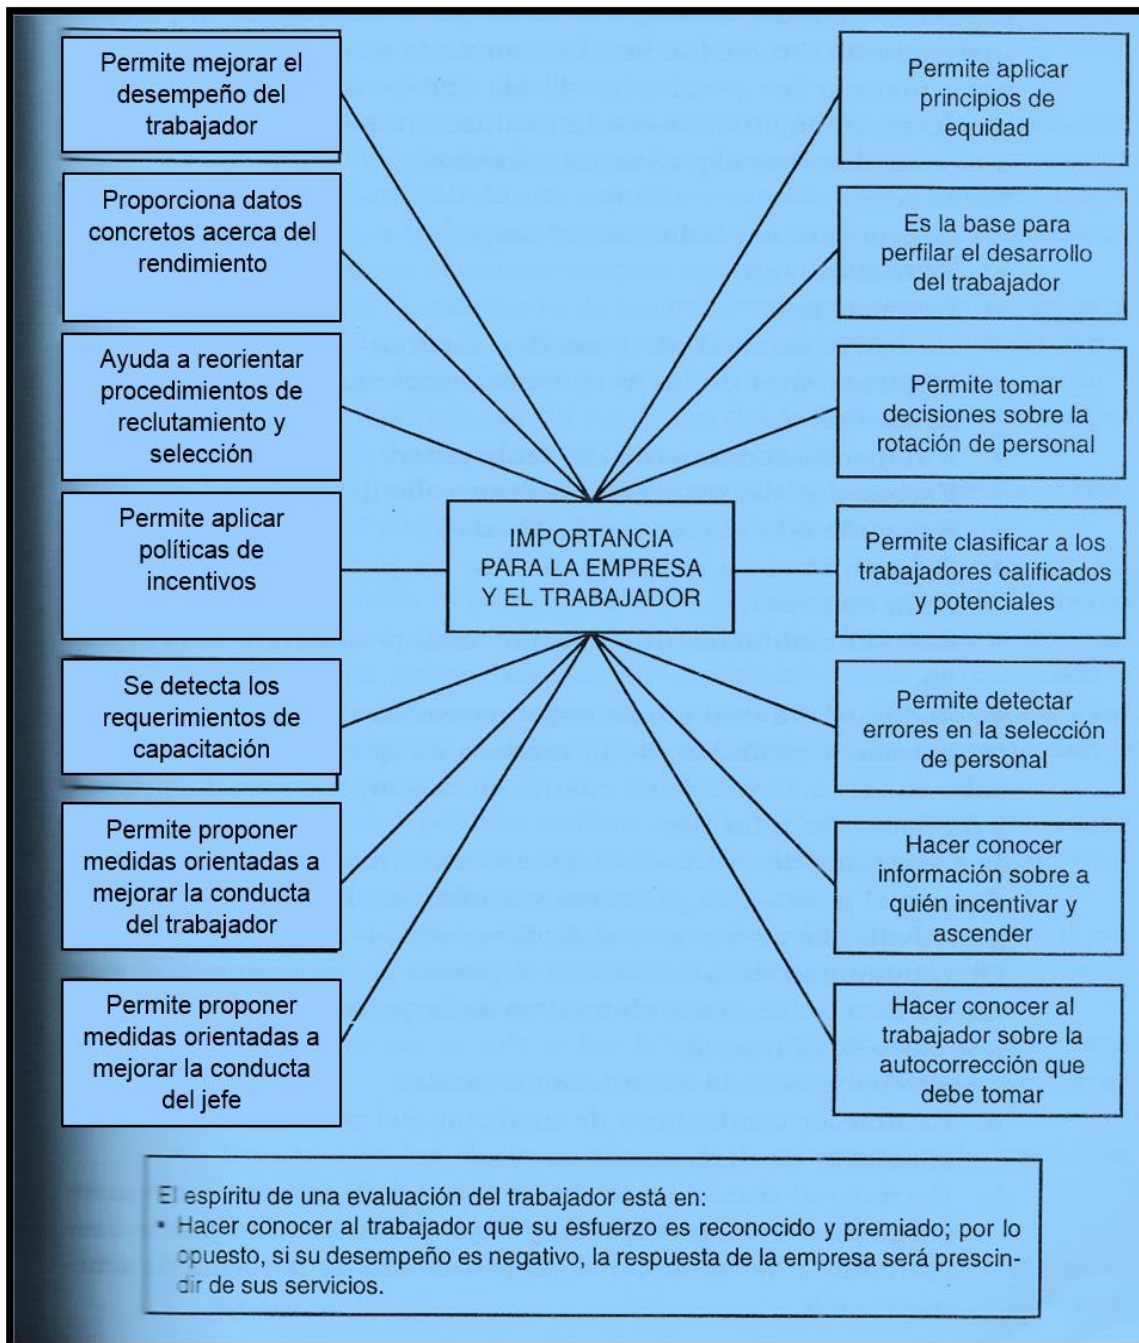 Permite mejorar el
desempeño del
trabajador
Proporciona datos
concretos acerca del
rendimiento
Ayuda a reorientar
procedimientos de
reclutamiento y
selección
Permite aplicar
políticas de
incentivos
Se detecta los
requerimientos de
capacitación
Permite proponer
medidas orientadas a
mejorar la conducta
del trabajador
Permite proponer
medidas orientadas a
mejorar la conducta
del jefe
IMPORTANCIA
PARA LA EMPRESA
Y EL TRABAJADOR
Permite aplicar
principios de
equidad
Es la base para
perfilar el desarrollo
del trabajador
Permite tomar
decisiones sobre la
rotación de personal
Permite clasificar a los
trabajadores calificados
y potenciales
Permite detectar
errores en la selección
de personal
Hacer conocer
información sobre a
quién incentivar y
ascender
Hacer conocer al
trabajador sobre la
autocorrección que
debe tomar
El espíritu de una evaluación del trabajador está en:
• Hacer conocer al trabajador que su esfuerzo es reconocido y premiado; por lo
opuesto, si su desempeño es negativo, la respuesta de la empresa será prescin-
dir de sus servicios.